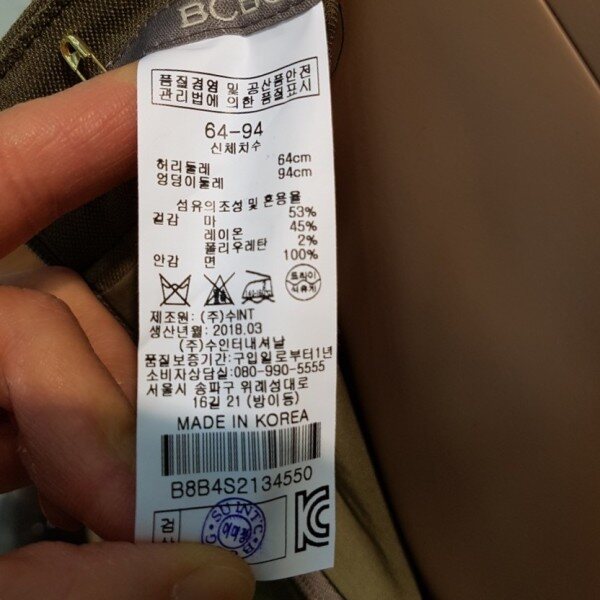 품질경영 및 공산품안전
관리법에 의한 품질표시
64-94
신체치수
허리둘레 64cm
엉덩이둘레 94cm
섬유의조성 및 혼용율
겉감 마 53%
레이온 45%
폴리우레탄 2%
안감 면 100%
드라이
제조원: (주)수INT
생산년월: 2018.03
(주)수인터내셔날
품질보증기간:구입일로부터1년
소비자상담실:080-990-5555
서울시 송파구 위례성대로
16길 21 (방이동)
MADE IN KOREA
B8B4S2134550
검